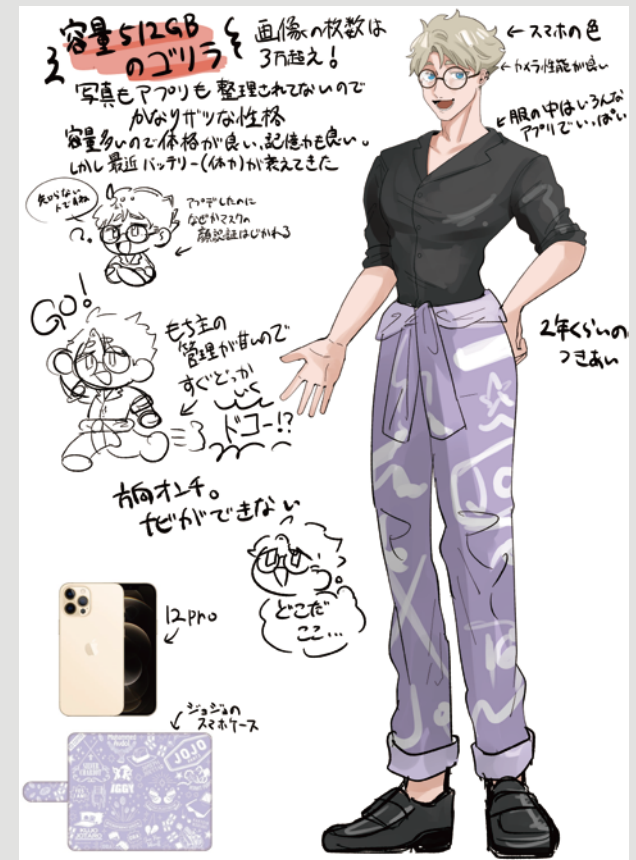 容量512GB
のゴリラ
画像の枚数は
3万超え!
写真もアプリも整理されてないので
かなりザツな性格
容量多いので体格が良い、記憶力も良い。
しかし最近バッテリー(体力)が衰えてきた
←スマホの色
←カメラ性能が良い
服の中はいろんな
アプリでいっぱい
知らない
人ですね
?
アプデしたのに
なぜかマスクの
顔認証はじかれる
GO!
もち主の
管理が甘いので
すぐどっか
いく
ドコー!?
2年くらいの
つきあい
方向オンチ。
ナビができない
どこだ
ここ...
12pro
ジョジョの
スマホケース
JOJO
IGGY
JOJO